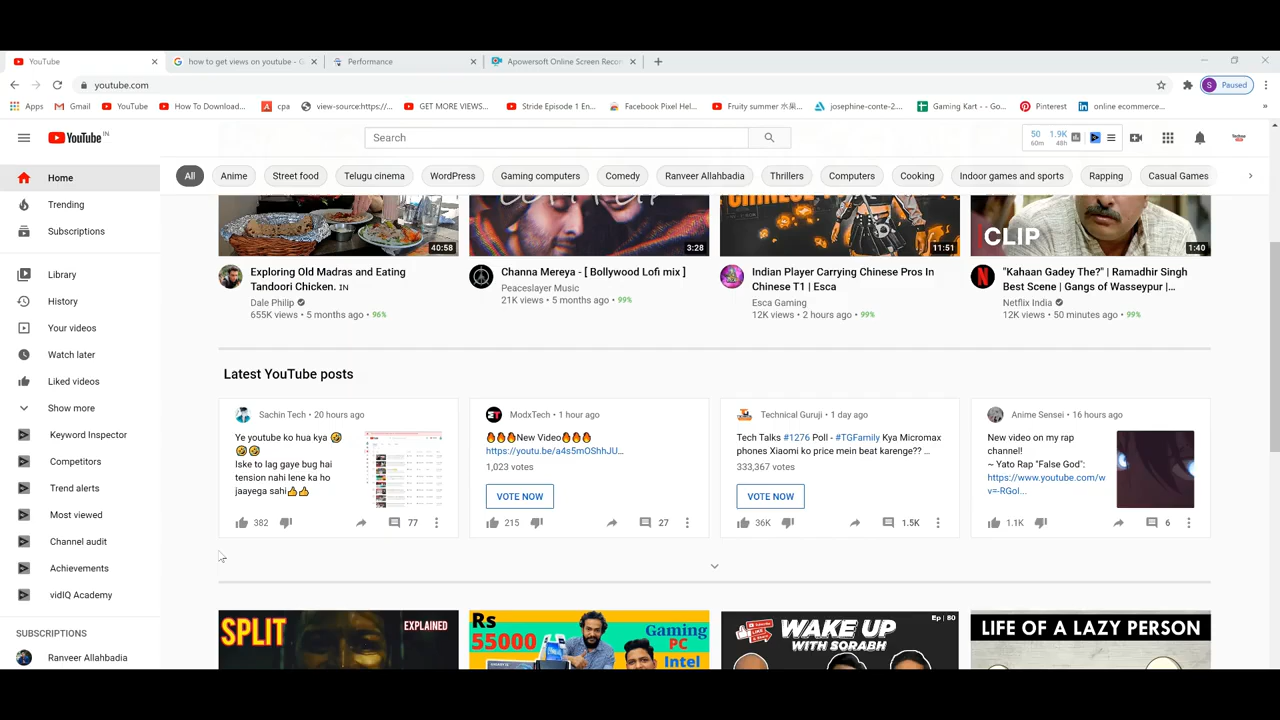 YouTube
how to get views on youtube - G
Performance
Apowersoft Online Screen Recor
youtube.com
Paused
Apps
Gmail
YouTube
How To Download...
cpa
view-source:https://...
GET MORE VIEWS...
Stride Episode 1 En...
Facebook Pixel Hel...
Fruity summer 水果...
josephine-conte-2....
Gaming Kart - - Go...
Pinterest
online ecommerce...
YouTube IN
Search
50
60m
1.9K
48h
Home
Trending
Subscriptions
Library
History
Your videos
Watch later
Liked videos
Show more
Keyword Inspector
Competitors
Trend alerts
Most viewed
Channel audit
Achievements
vidIQ Academy
SUBSCRIPTIONS
Ranveer Allahbadia
All
Anime
Street food
Telugu cinema
WordPress
Gaming computers
Comedy
Ranveer Allahbadia
Thrillers
Computers
Cooking
Indoor games and sports
Rapping
Casual Games
40:58
Exploring Old Madras and Eating
Tandoori Chicken. IN
Dale Philip
655K views • 5 months ago • 96%
3:28
Channa Mereya - [ Bollywood Lofi mix ]
Peaceslayer Music
21K views • 5 months ago • 99%
11:51
Indian Player Carrying Chinese Pros In
Chinese T1 | Esca
Esca Gaming
12K views • 2 hours ago • 99%
CLIP
1:40
"Kahaan Gadey The?" | Ramadhir Singh
Best Scene | Gangs of Wasseypur |...
Netflix India
12K views • 50 minutes ago • 99%
Latest YouTube posts
Sachin Tech • 20 hours ago
Ye youtube ko hua kya 🤣
🤣🤣
Iske to lag gaye bug hai
tension nahi lene ka ho
jaayega sahi👍👍
382
77
ModxTech • 1 hour ago
🔥🔥🔥New Video🔥🔥🔥
https://youtu.be/a4s5mOShhJU...
1,023 votes
VOTE NOW
215
27
Technical Guruji • 1 day ago
Tech Talks #1276 Poll - #TGFamily Kya Micromax
phones Xiaomi ko price mein beat karenge?? ...
333,367 votes
VOTE NOW
36K
1.5K
Anime Sensei • 16 hours ago
New video on my rap
channel!
~ Yato Rap "False God":
https://www.youtube.com/w
v=-RGoI...
1.1K
6
SPLIT
EXPLAINED
Rs
55000
Gaming
PC
Intel
Ep | 80
WAKE UP
WITH SORABH
LIFE OF A LAZY PERSON